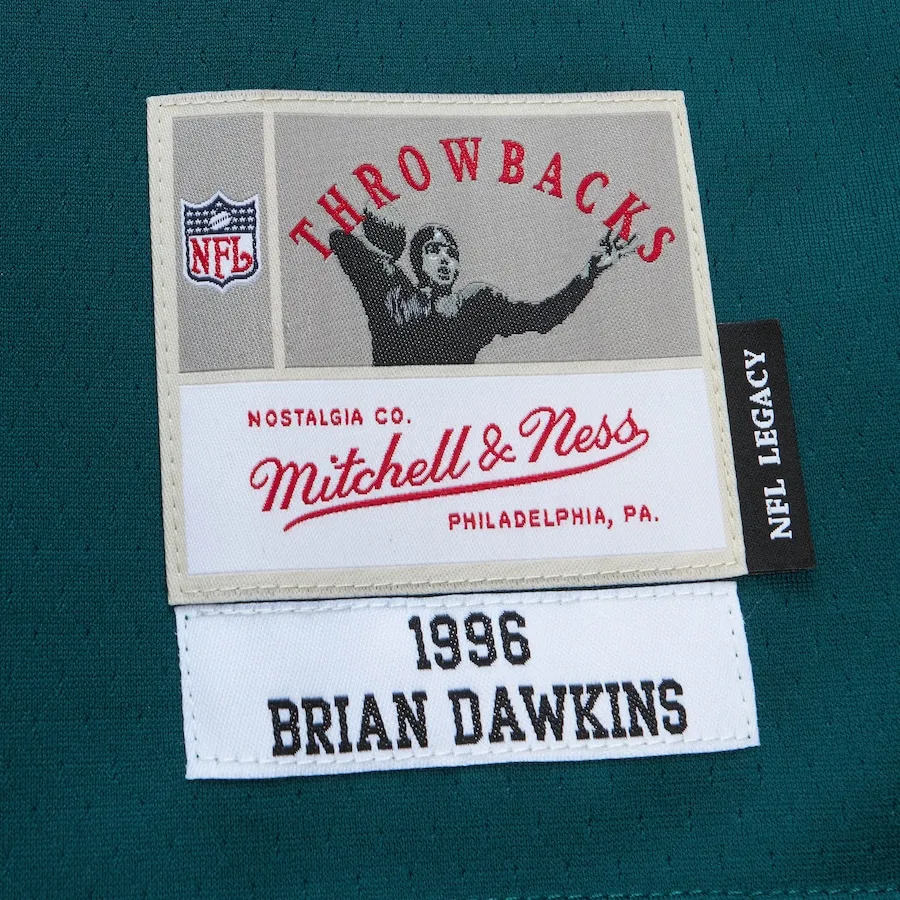 THROWBACKS
NFL
NOSTALGIA CO.
Mitchell & Ness
PHILADELPHIA, PA.
NFL LEGACY
1996
BRIAN DAWKINS